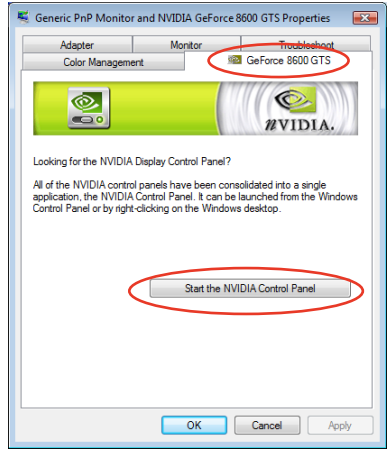 Generic PnP Monitor and NVIDIA GeForce 8600 GTS Properties
Adapter Monitor Troubleshoot
Color Management GeForce 8600 GTS
NVIDIA.
Looking for the NVIDIA Display Control Panel?
All of the NVIDIA control panels have been consolidated into a single
application, the NVIDIA Control Panel. It can be launched from the Windows
Control Panel or by right-clicking on the Windows desktop.
Start the NVIDIA Control Panel
OK Cancel Apply